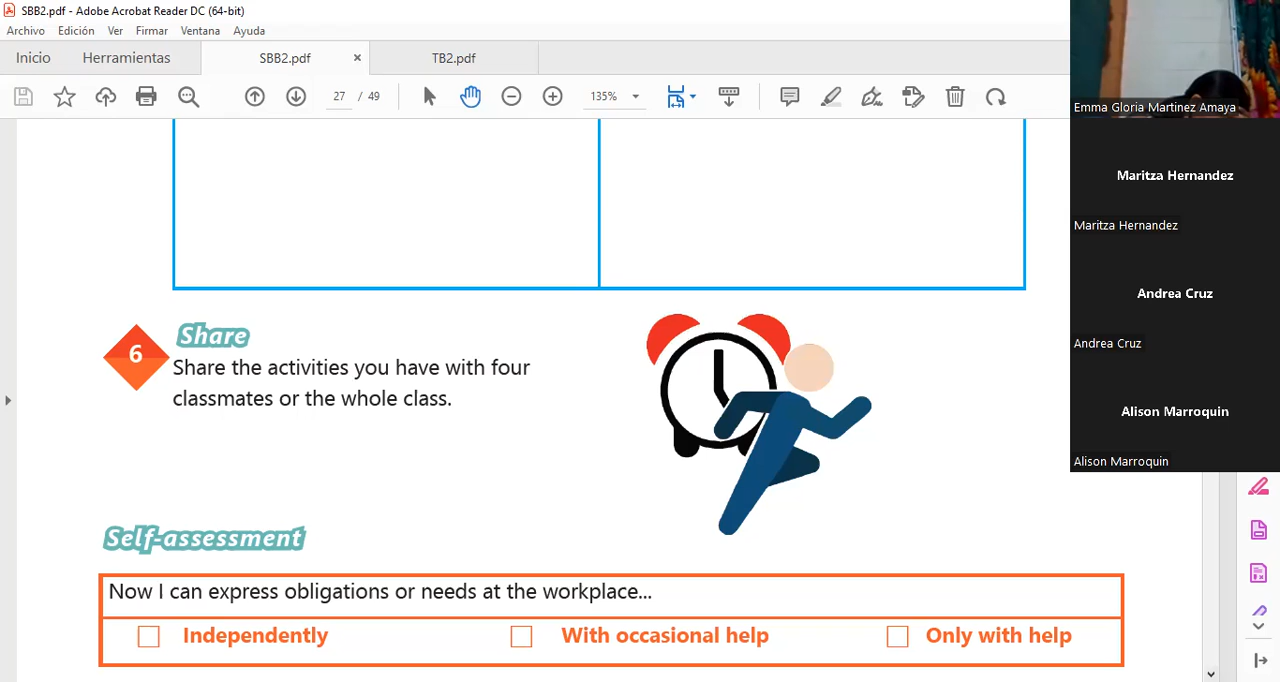 SBB2.pdf - Adobe Acrobat Reader DC (64-bit)
Archivo Edición Ver Firmar Ventana Ayuda
Inicio Herramientas SBB2.pdf × TB2.pdf
27 / 49 135%
Emma Gloria Martinez Amaya
Maritza Hernandez
Maritza Hernandez
Andrea Cruz
Andrea Cruz
Alison Marroquin
Alison Marroquin
6 Share
Share the activities you have with four
classmates or the whole class.
Self-assessment
Now I can express obligations or needs at the workplace...
Independently With occasional help Only with help